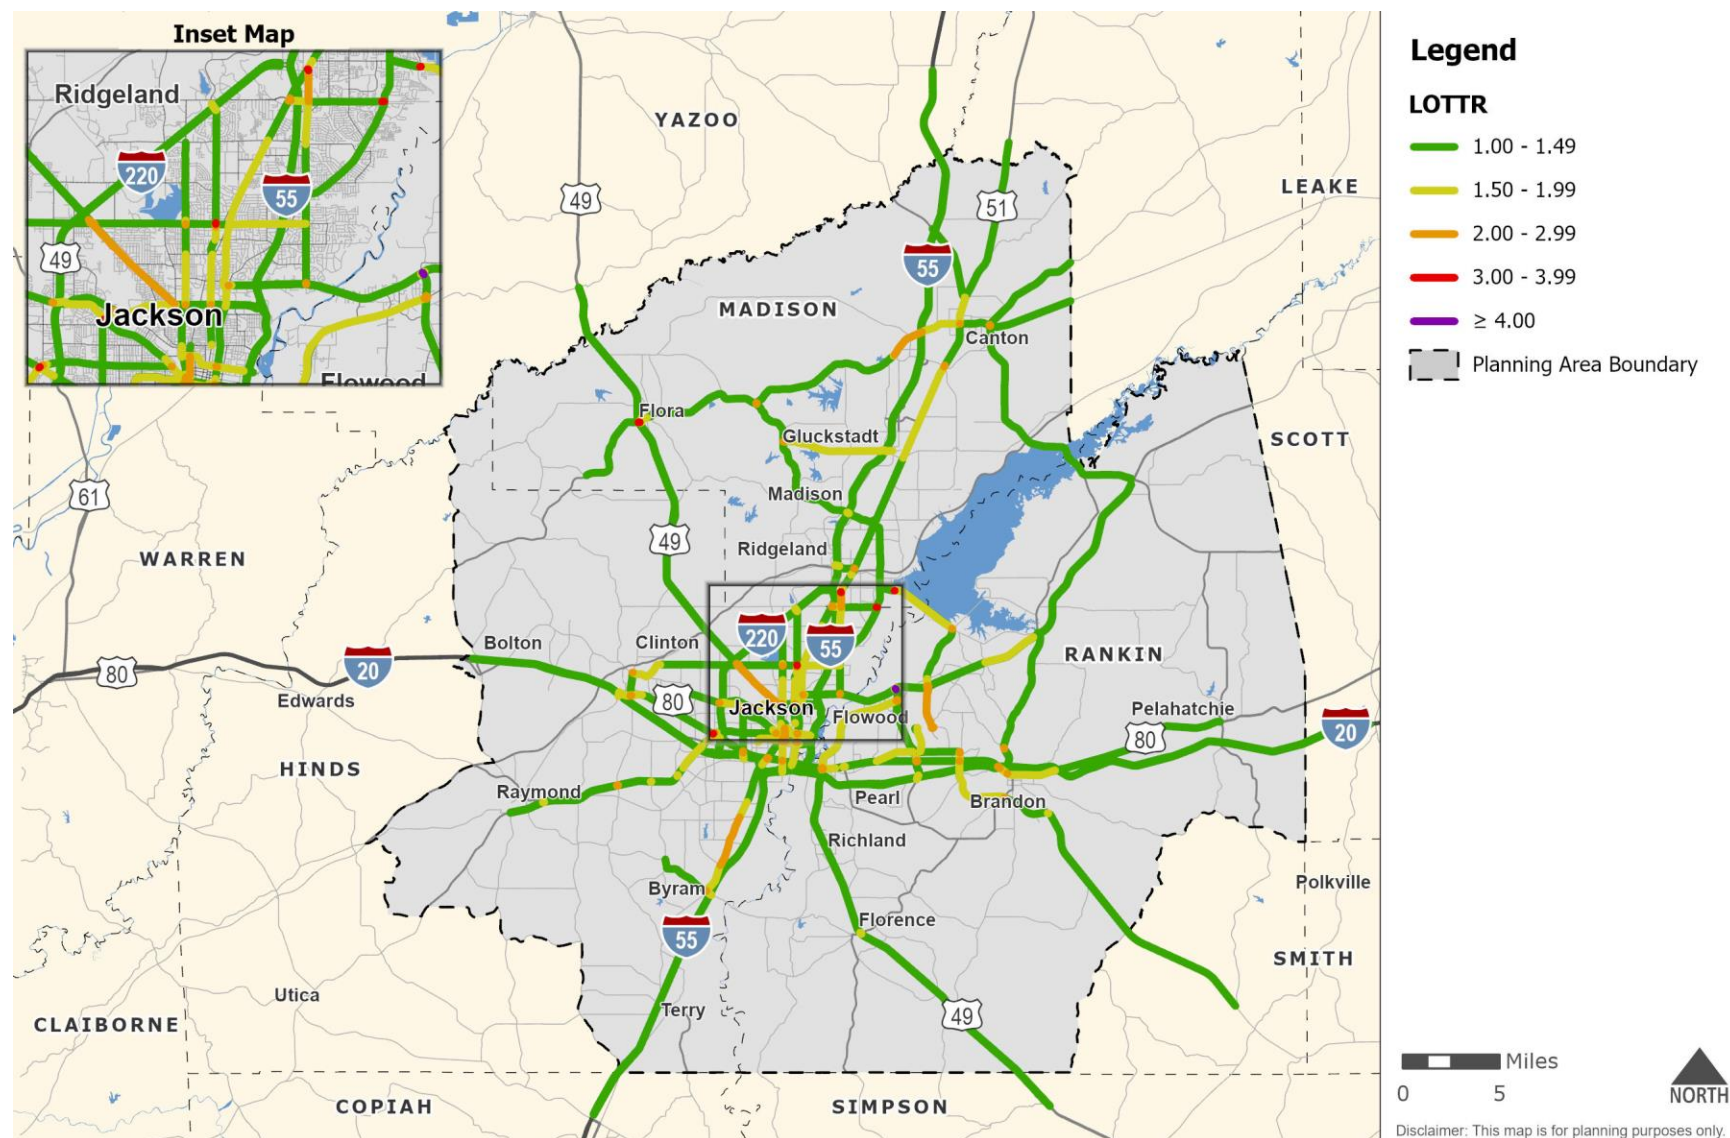 Inset Map
Ridgeland
220
55
49
Jackson
Flowood
YAZOO
49
LEAKE
51
55
MADISON
Canton
Flora
Gluckstadt
SCOTT
61
Madison
49
Ridgeland
WARREN
220
55
Bolton
Clinton
RANKIN
80
20
Edwards
80
Jackson
Flowood
Pelahatchie
80
20
HINDS
Raymond
Pearl
Brandon
Richland
Byram
Polkville
55
Florence
SMITH
Utica
Terry
49
CLAIBORNE
COPIAH
SIMPSON
Legend
LOTTR
1.00 - 1.49
1.50 - 1.99
2.00 - 2.99
3.00 - 3.99
≥ 4.00
Planning Area Boundary
Miles
0 5
NORTH
Disclaimer: This map is for planning purposes only.